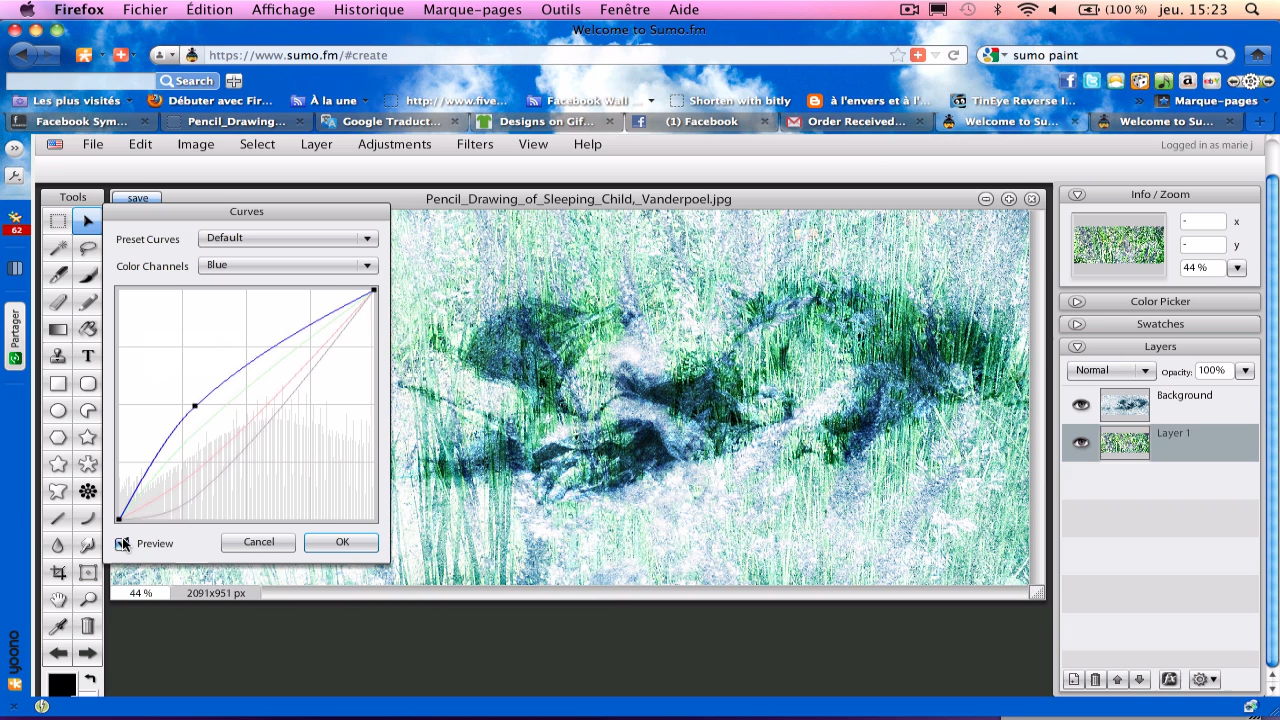 Firefox Fichier Édition Affichage Historique Marque-pages Outils Fenêtre Aide (100 %) jeu. 15:23
Welcome to Sumo.fm
https://www.sumo.fm/#create sumo paint
Search
Les plus visités Débuter avec Fir... À la une http://www.five... Facebook Wall ... Shorten with bitly à l'envers et à l'... TinEye Reverse I... » Marque-pages
Facebook Sym... Pencil_Drawing... Google Traduct... Designs on Gif... (1) Facebook Order Received... Welcome to Su... Welcome to Su...
File Edit Image Select Layer Adjustments Filters View Help Logged in as marie j
Tools
save
Pencil_Drawing_of_Sleeping_Child,_Vanderpoel.jpg
Info / Zoom
Curves
Preset Curves Default
Color Channels Blue
- x
- y
44 %
62
Color Picker
Swatches
Layers
Normal Opacity: 100%
Background
Layer 1
Partager
Preview Cancel OK
44 % 2091x951 px
yoono